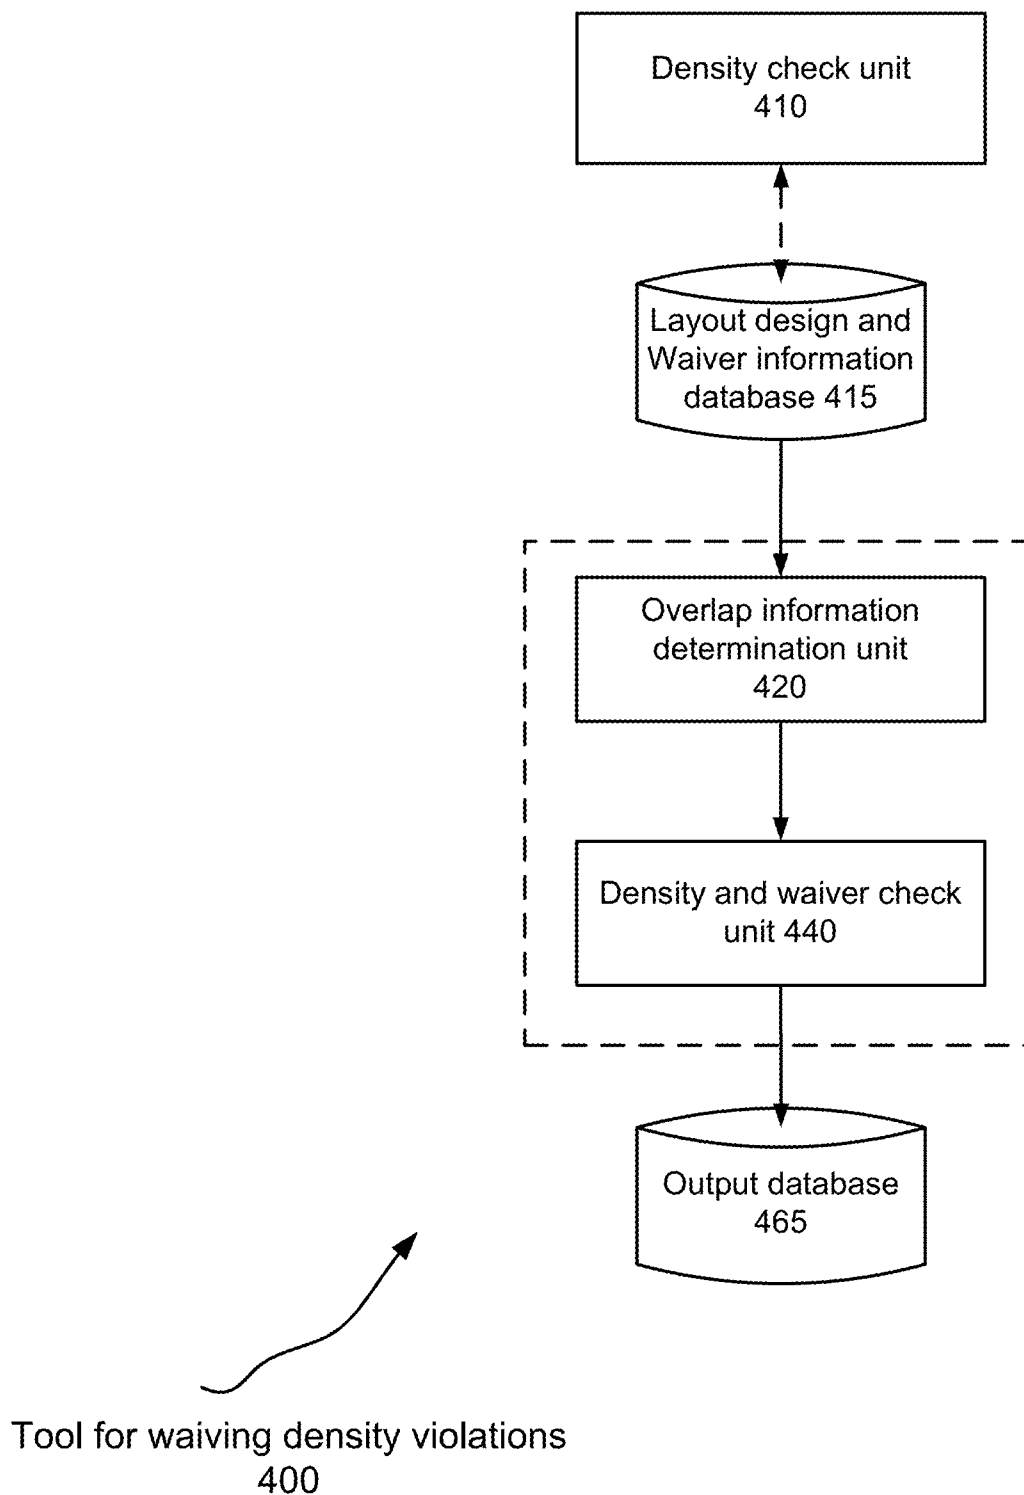 Density check unit
410
Layout design and
Waiver information
database 415
Overlap information
determination unit
420
Density and waiver check
unit 440
Output database
465
Tool for waiving density violations
400